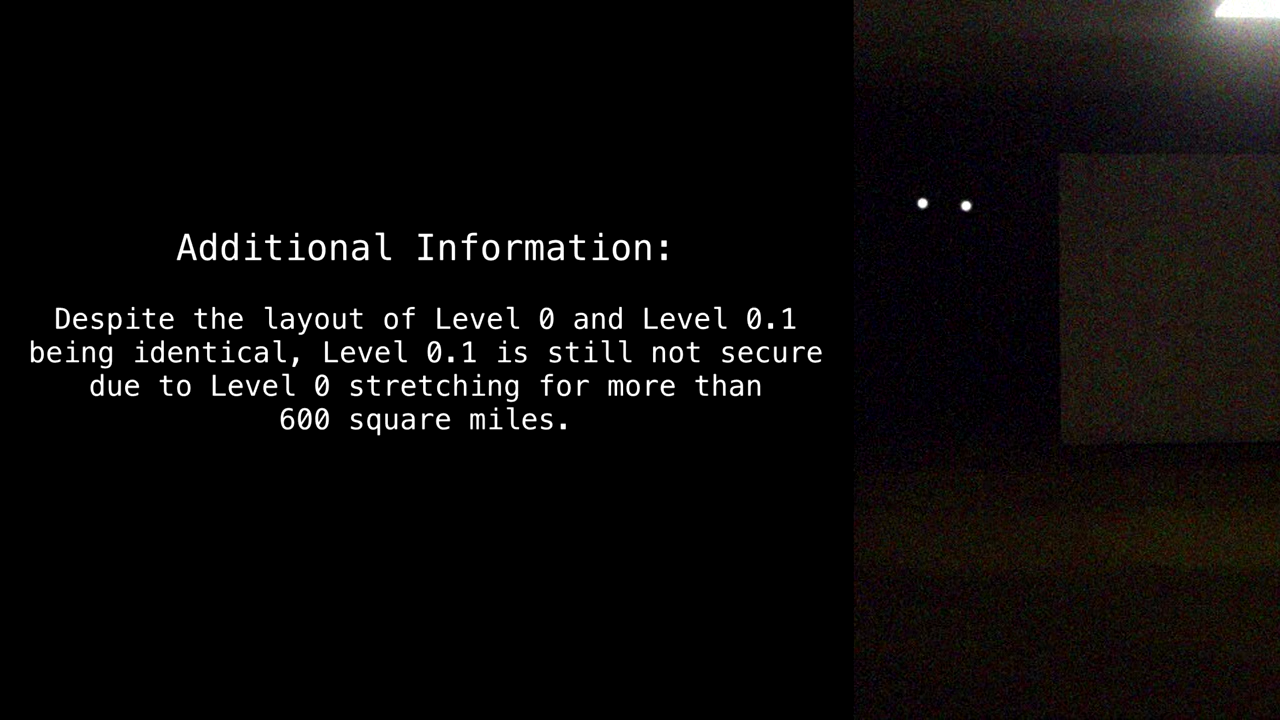 Additional Information:
Despite the layout of Level 0 and Level 0.1
being identical, Level 0.1 is still not secure
due to Level 0 stretching for more than
600 square miles.